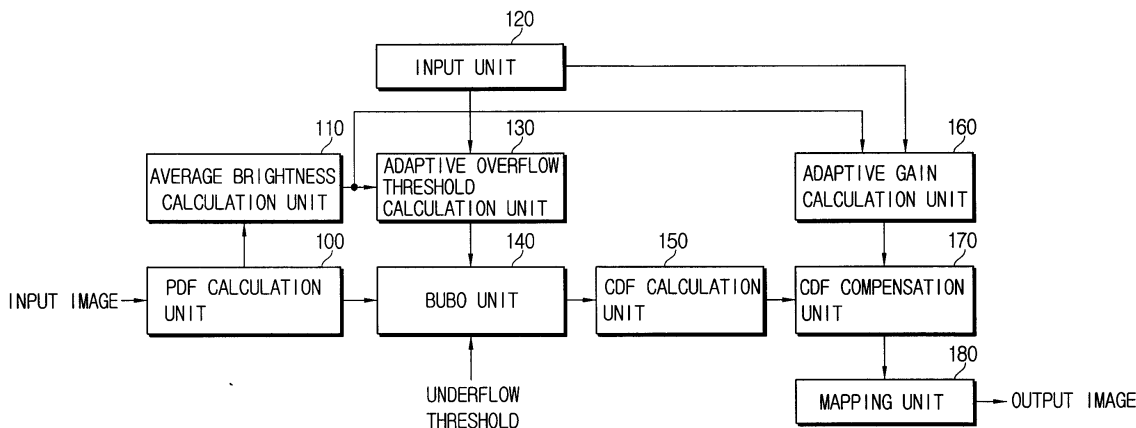 120
INPUT UNIT
110
130
160
AVERAGE BRIGHTNESS
CALCULATION UNIT
ADAPTIVE OVERFLOW
THRESHOLD
CALCULATION UNIT
ADAPTIVE GAIN
CALCULATION UNIT
100
140
150
170
INPUT IMAGE
PDF CALCULATION
UNIT
BUBO UNIT
CDF CALCULATION
UNIT
CDF COMPENSATION
UNIT
180
UNDERFLOW
THRESHOLD
MAPPING UNIT
OUTPUT IMAGE